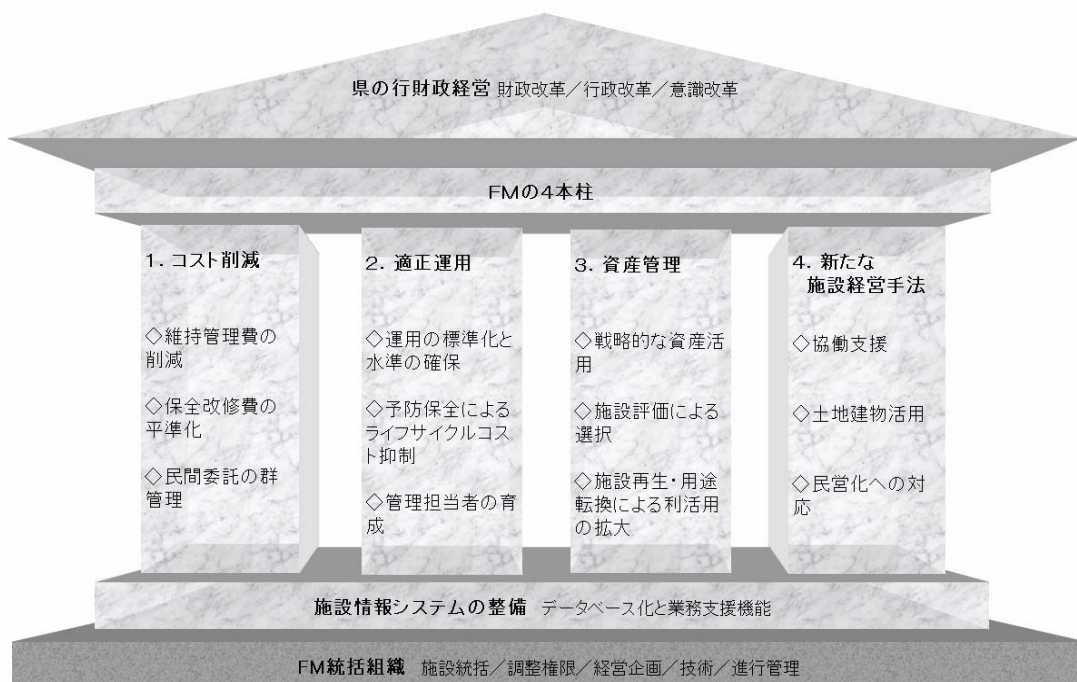 県の行財政経営 財政改革／行政改革／意識改革
FMの4本柱
1．コスト削減
◇維持管理費の
削減
◇保全改修費の
平準化
◇民間委託の群
管理
2．適正運用
◇運用の標準化と
水準の確保
◇予防保全による
ライフサイクルコス
ト抑制
◇管理担当者の育
成
3．資産管理
◇戦略的な資産活
用
◇施設評価による
選択
◇施設再生・用途
転換による利活用
の拡大
4．新たな
施設経営手法
◇協働支援
◇土地建物活用
◇民営化への対
応
施設情報システムの整備 データベース化と業務支援機能
FM統括組織 施設統括／調整権限／経営企画／技術／進行管理